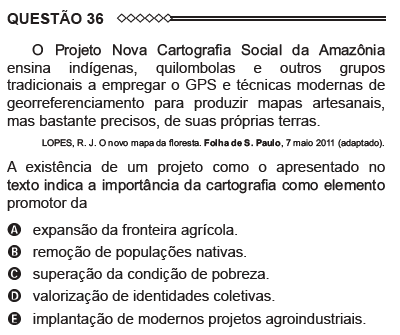 QUESTÃO 36
O Projeto Nova Cartografia Social da Amazônia
ensina indígenas, quilombolas e outros grupos
tradicionais a empregar o GPS e técnicas modernas de
georreferenciamento para produzir mapas artesanais,
mas bastante precisos, de suas próprias terras.
LOPES, R. J. O novo mapa da floresta. Folha de S. Paulo, 7 maio 2011 (adaptado).
A existência de um projeto como o apresentado no
texto indica a importância da cartografia como elemento
promotor da
A expansão da fronteira agrícola.
B remoção de populações nativas.
C superação da condição de pobreza.
D valorização de identidades coletivas.
E implantação de modernos projetos agroindustriais.